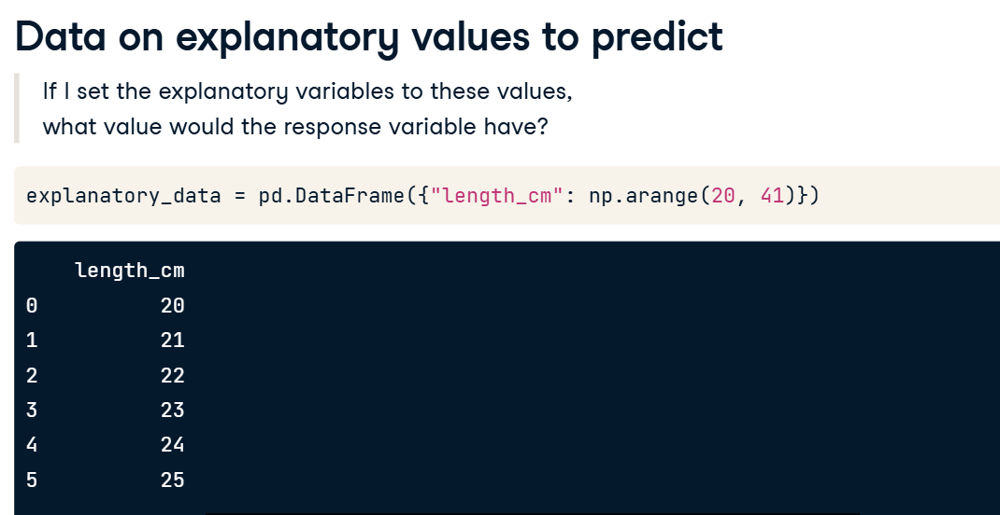 Data on explanatory values to predict
If I set the explanatory variables to these values,
what value would the response variable have?
explanatory_data = pd.DataFrame({"length_cm": np.arange(20, 41)})
length_cm
0 20
1 21
2 22
3 23
4 24
5 25